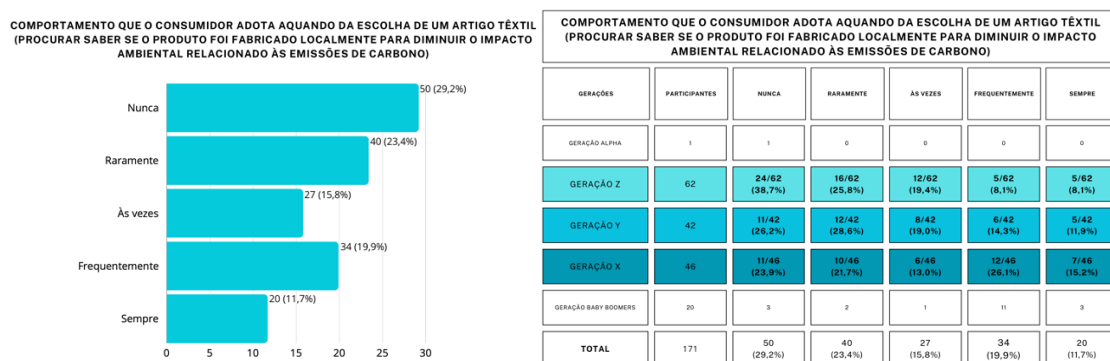 COMPORTAMENTO QUE O CONSUMIDOR ADOTA AQUANDO DA ESCOLHA DE UM ARTIGO TÊXTIL
(PROCURAR SABER SE O PRODUTO FOI FABRICADO LOCALMENTE PARA DIMINUIR O IMPACTO
AMBIENTAL RELACIONADO ÀS EMISSÕES DE CARBONO)
Nunca 50 (29,2%)
Raramente 40 (23,4%)
Às vezes 27 (15,8%)
Frequentemente 34 (19,9%)
Sempre 20 (11,7%)
0 5 10 15 20 25 30
COMPORTAMENTO QUE O CONSUMIDOR ADOTA AQUANDO DA ESCOLHA DE UM ARTIGO TÊXTIL
(PROCURAR SABER SE O PRODUTO FOI FABRICADO LOCALMENTE PARA DIMINUIR O IMPACTO
AMBIENTAL RELACIONADO ÀS EMISSÕES DE CARBONO)
GERAÇÕES PARTICIPANTES NUNCA RARAMENTE ÀS VEZES FREQUENTEMENTE SEMPRE
GERAÇÃO ALPHA 1 1 0 0 0 0
GERAÇÃO Z 62 24/62 (38,7%) 16/62 (25,8%) 12/62 (19,4%) 5/62 (8,1%) 5/62 (8,1%)
GERAÇÃO Y 42 11/42 (26,2%) 12/42 (28,6%) 8/42 (19,0%) 6/42 (14,3%) 5/42 (11,9%)
GERAÇÃO X 46 11/46 (23,9%) 10/46 (21,7%) 6/46 (13,0%) 12/46 (26,1%) 7/46 (15,2%)
GERAÇÃO BABY BOOMERS 20 3 2 1 11 3
TOTAL 171 50 (29,2%) 40 (23,4%) 27 (15,8%) 34 (19,9%) 20 (11,7%)